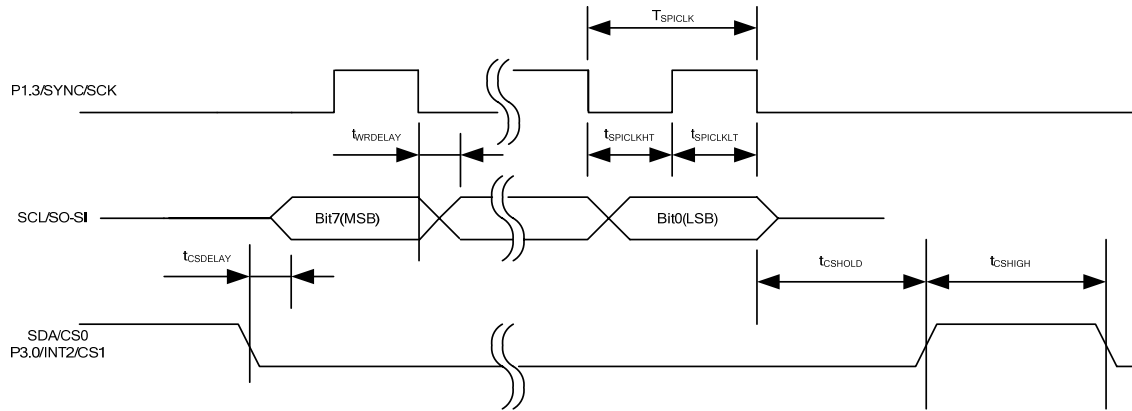 TSPICLK
P1.3/SYNC/SCK
tWRDELAY
tSPICLKHT
tSPICLKLT
SCL/SO-SI
Bit7(MSB)
Bit0(LSB)
tCSDELAY
tCSHOLD
tCSHIGH
SDA/CS0
P3.0/INT2/CS1